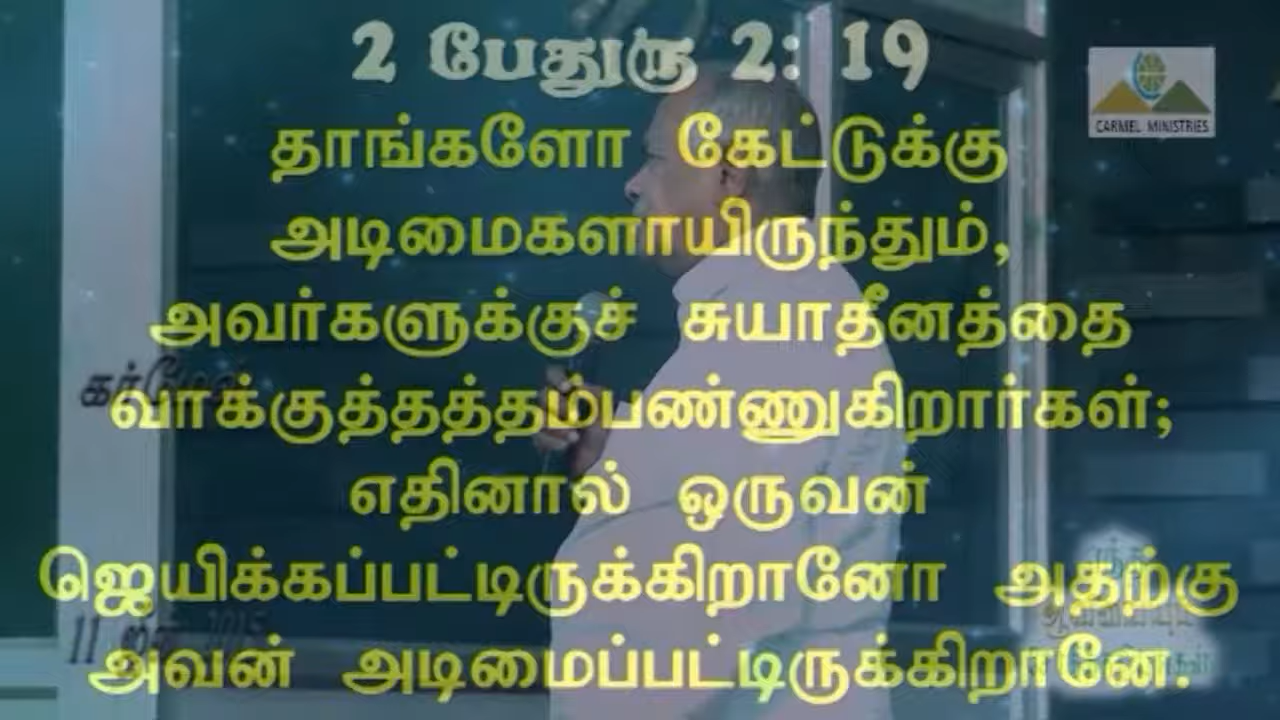 2 பேதுரு 2: 19
தாங்களோ கேட்டுக்கு
அடிமைகளாயிருந்தும்,
அவர்களுக்குச் சுயாதீனத்தை
வாக்குத்தத்தம்பண்ணுகிறார்கள்;
எதினால் ஒருவன்
ஜெயிக்கப்பட்டிருக்கிறானோ அதற்கு
அவன் அடிமைப்பட்டிருக்கிறானே.
CARMEL MINISTRIES
கர்மேல்